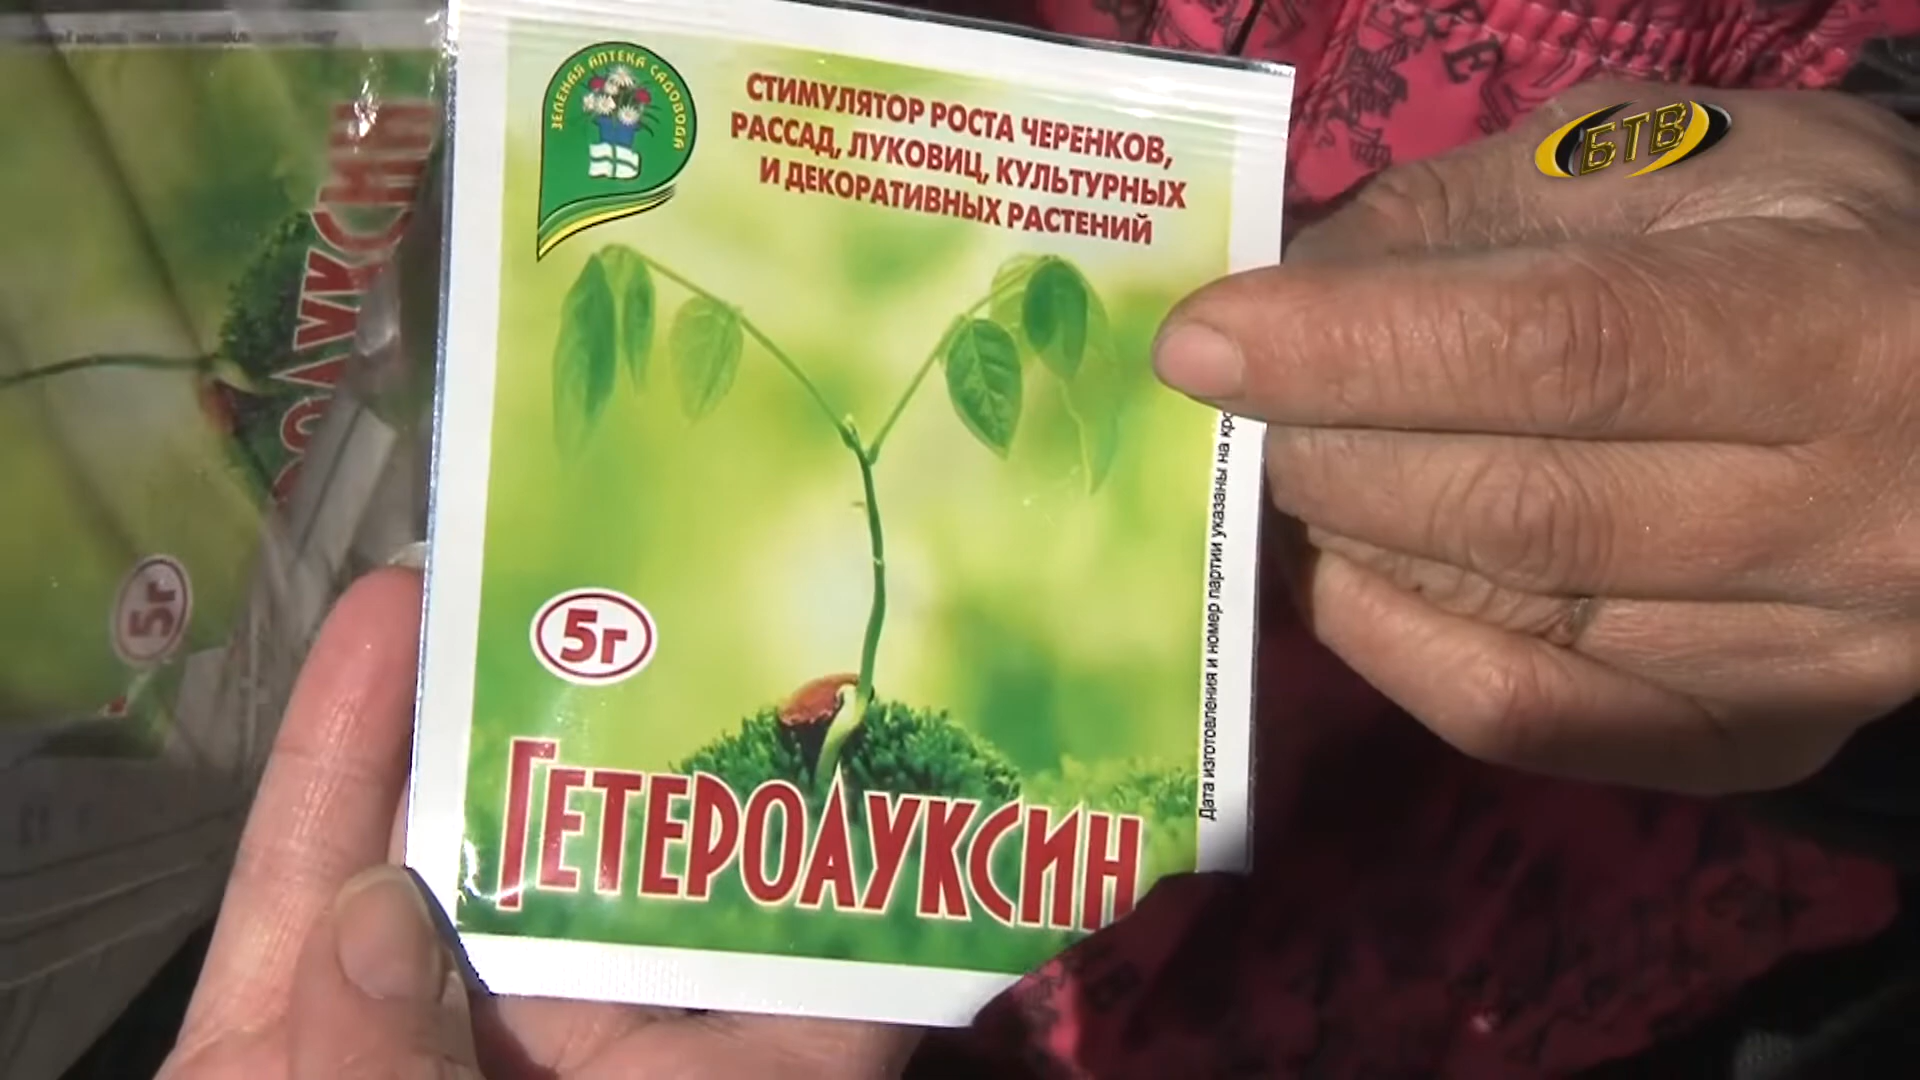 ЗЕЛЕНАЯ АПТЕКА САДОВОДА
СТИМУЛЯТОР РОСТА ЧЕРЕНКОВ,
РАССАД, ЛУКОВИЦ, КУЛЬТУРНЫХ
И ДЕКОРАТИВНЫХ РАСТЕНИЙ
БТВ
5г
ГЕТЕРОАУКСИН
Дата изготовления и номер партии указаны на
5г